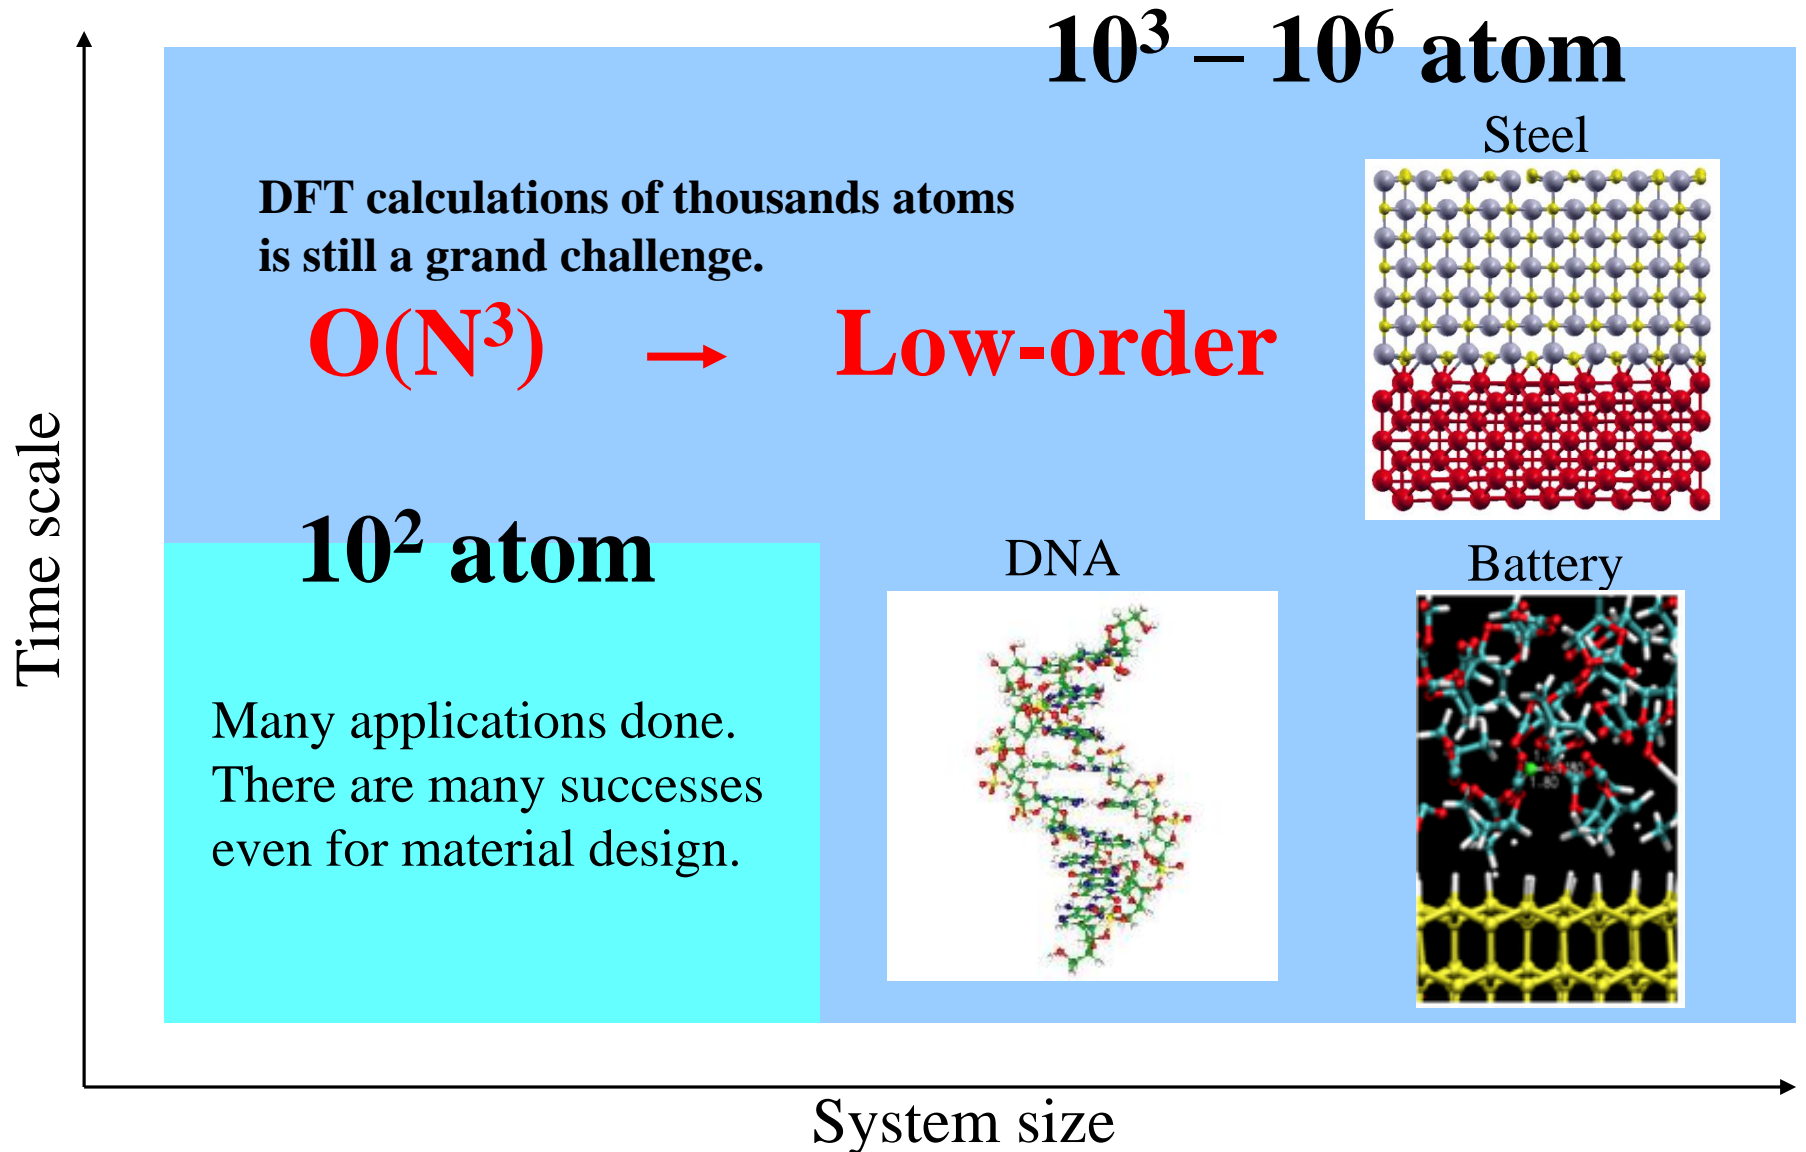 10³ – 10⁶ atom
Steel
DFT calculations of thousands atoms
is still a grand challenge.
O(N³) → Low-order
10² atom
DNA
Battery
Many applications done.
There are many successes
even for material design.
Time scale
System size